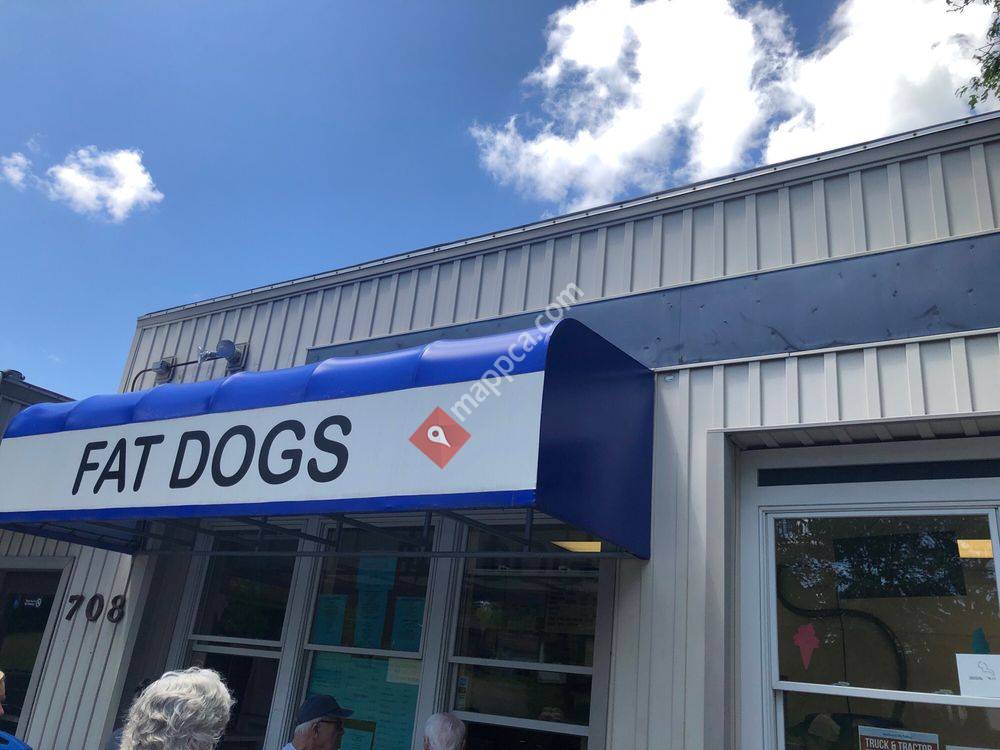 FAT DOGS
mappca.com
708
TRUCK & TRACTOR